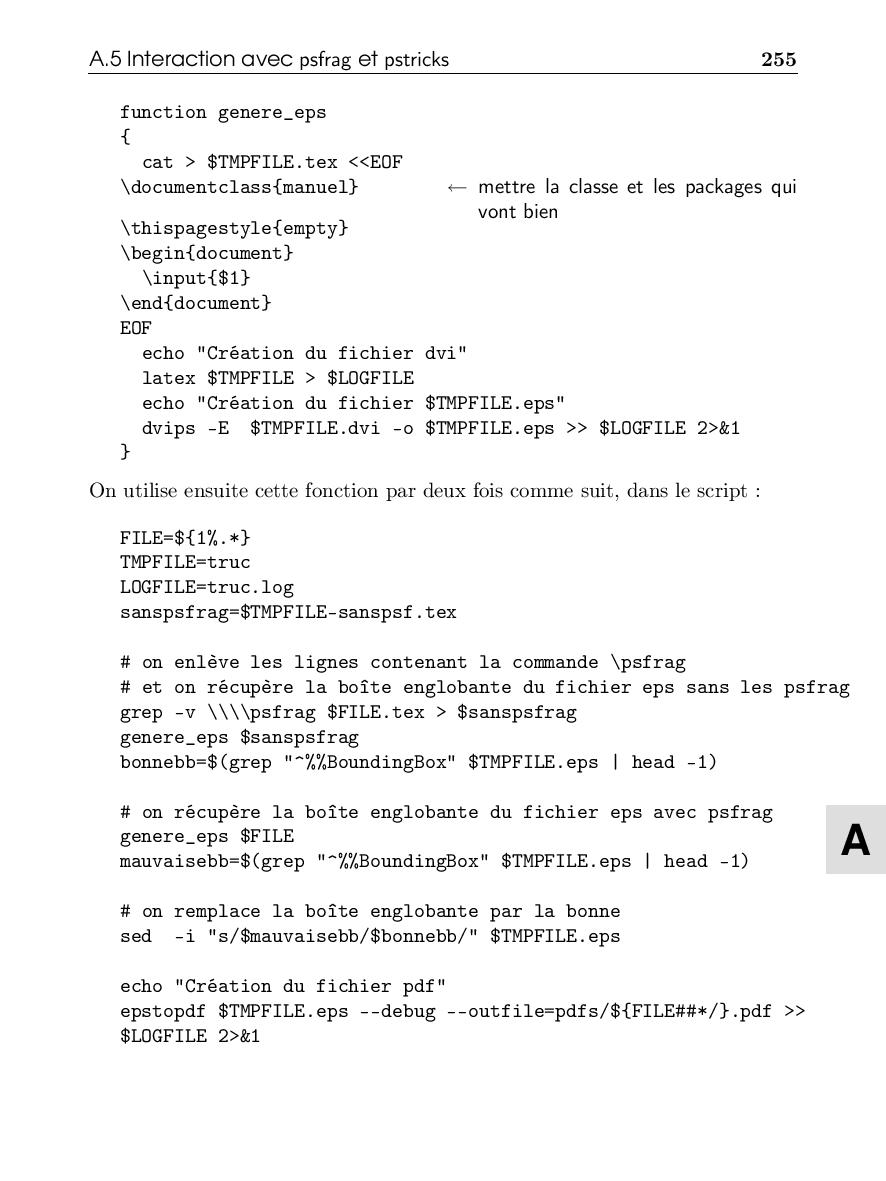 A.5 Interaction avec psfrag et pstricks 255
function genere_eps
{
  cat > $TMPFILE.tex <<EOF
\documentclass{manuel} ← mettre la classe et les packages qui
vont bien
\thispagestyle{empty}
\begin{document}
  \input{$1}
\end{document}
EOF
  echo "Création du fichier dvi"
  latex $TMPFILE > $LOGFILE
  echo "Création du fichier $TMPFILE.eps"
  dvips -E  $TMPFILE.dvi -o $TMPFILE.eps >> $LOGFILE 2>&1
}
On utilise ensuite cette fonction par deux fois comme suit, dans le script :
FILE=${1%.*}
TMPFILE=truc
LOGFILE=truc.log
sanspsfrag=$TMPFILE-sanspsf.tex
# on enlève les lignes contenant la commande \psfrag
# et on récupère la boîte englobante du fichier eps sans les psfrag
grep -v \\\\psfrag $FILE.tex > $sanspsfrag
genere_eps $sanspsfrag
bonnebb=$(grep "^%%BoundingBox" $TMPFILE.eps | head -1)
# on récupère la boîte englobante du fichier eps avec psfrag
genere_eps $FILE
mauvaisebb=$(grep "^%%BoundingBox" $TMPFILE.eps | head -1)
A
# on remplace la boîte englobante par la bonne
sed  -i "s/$mauvaisebb/$bonnebb/" $TMPFILE.eps
echo "Création du fichier pdf"
epstopdf $TMPFILE.eps --debug --outfile=pdfs/${FILE##*/}.pdf >>
$LOGFILE 2>&1